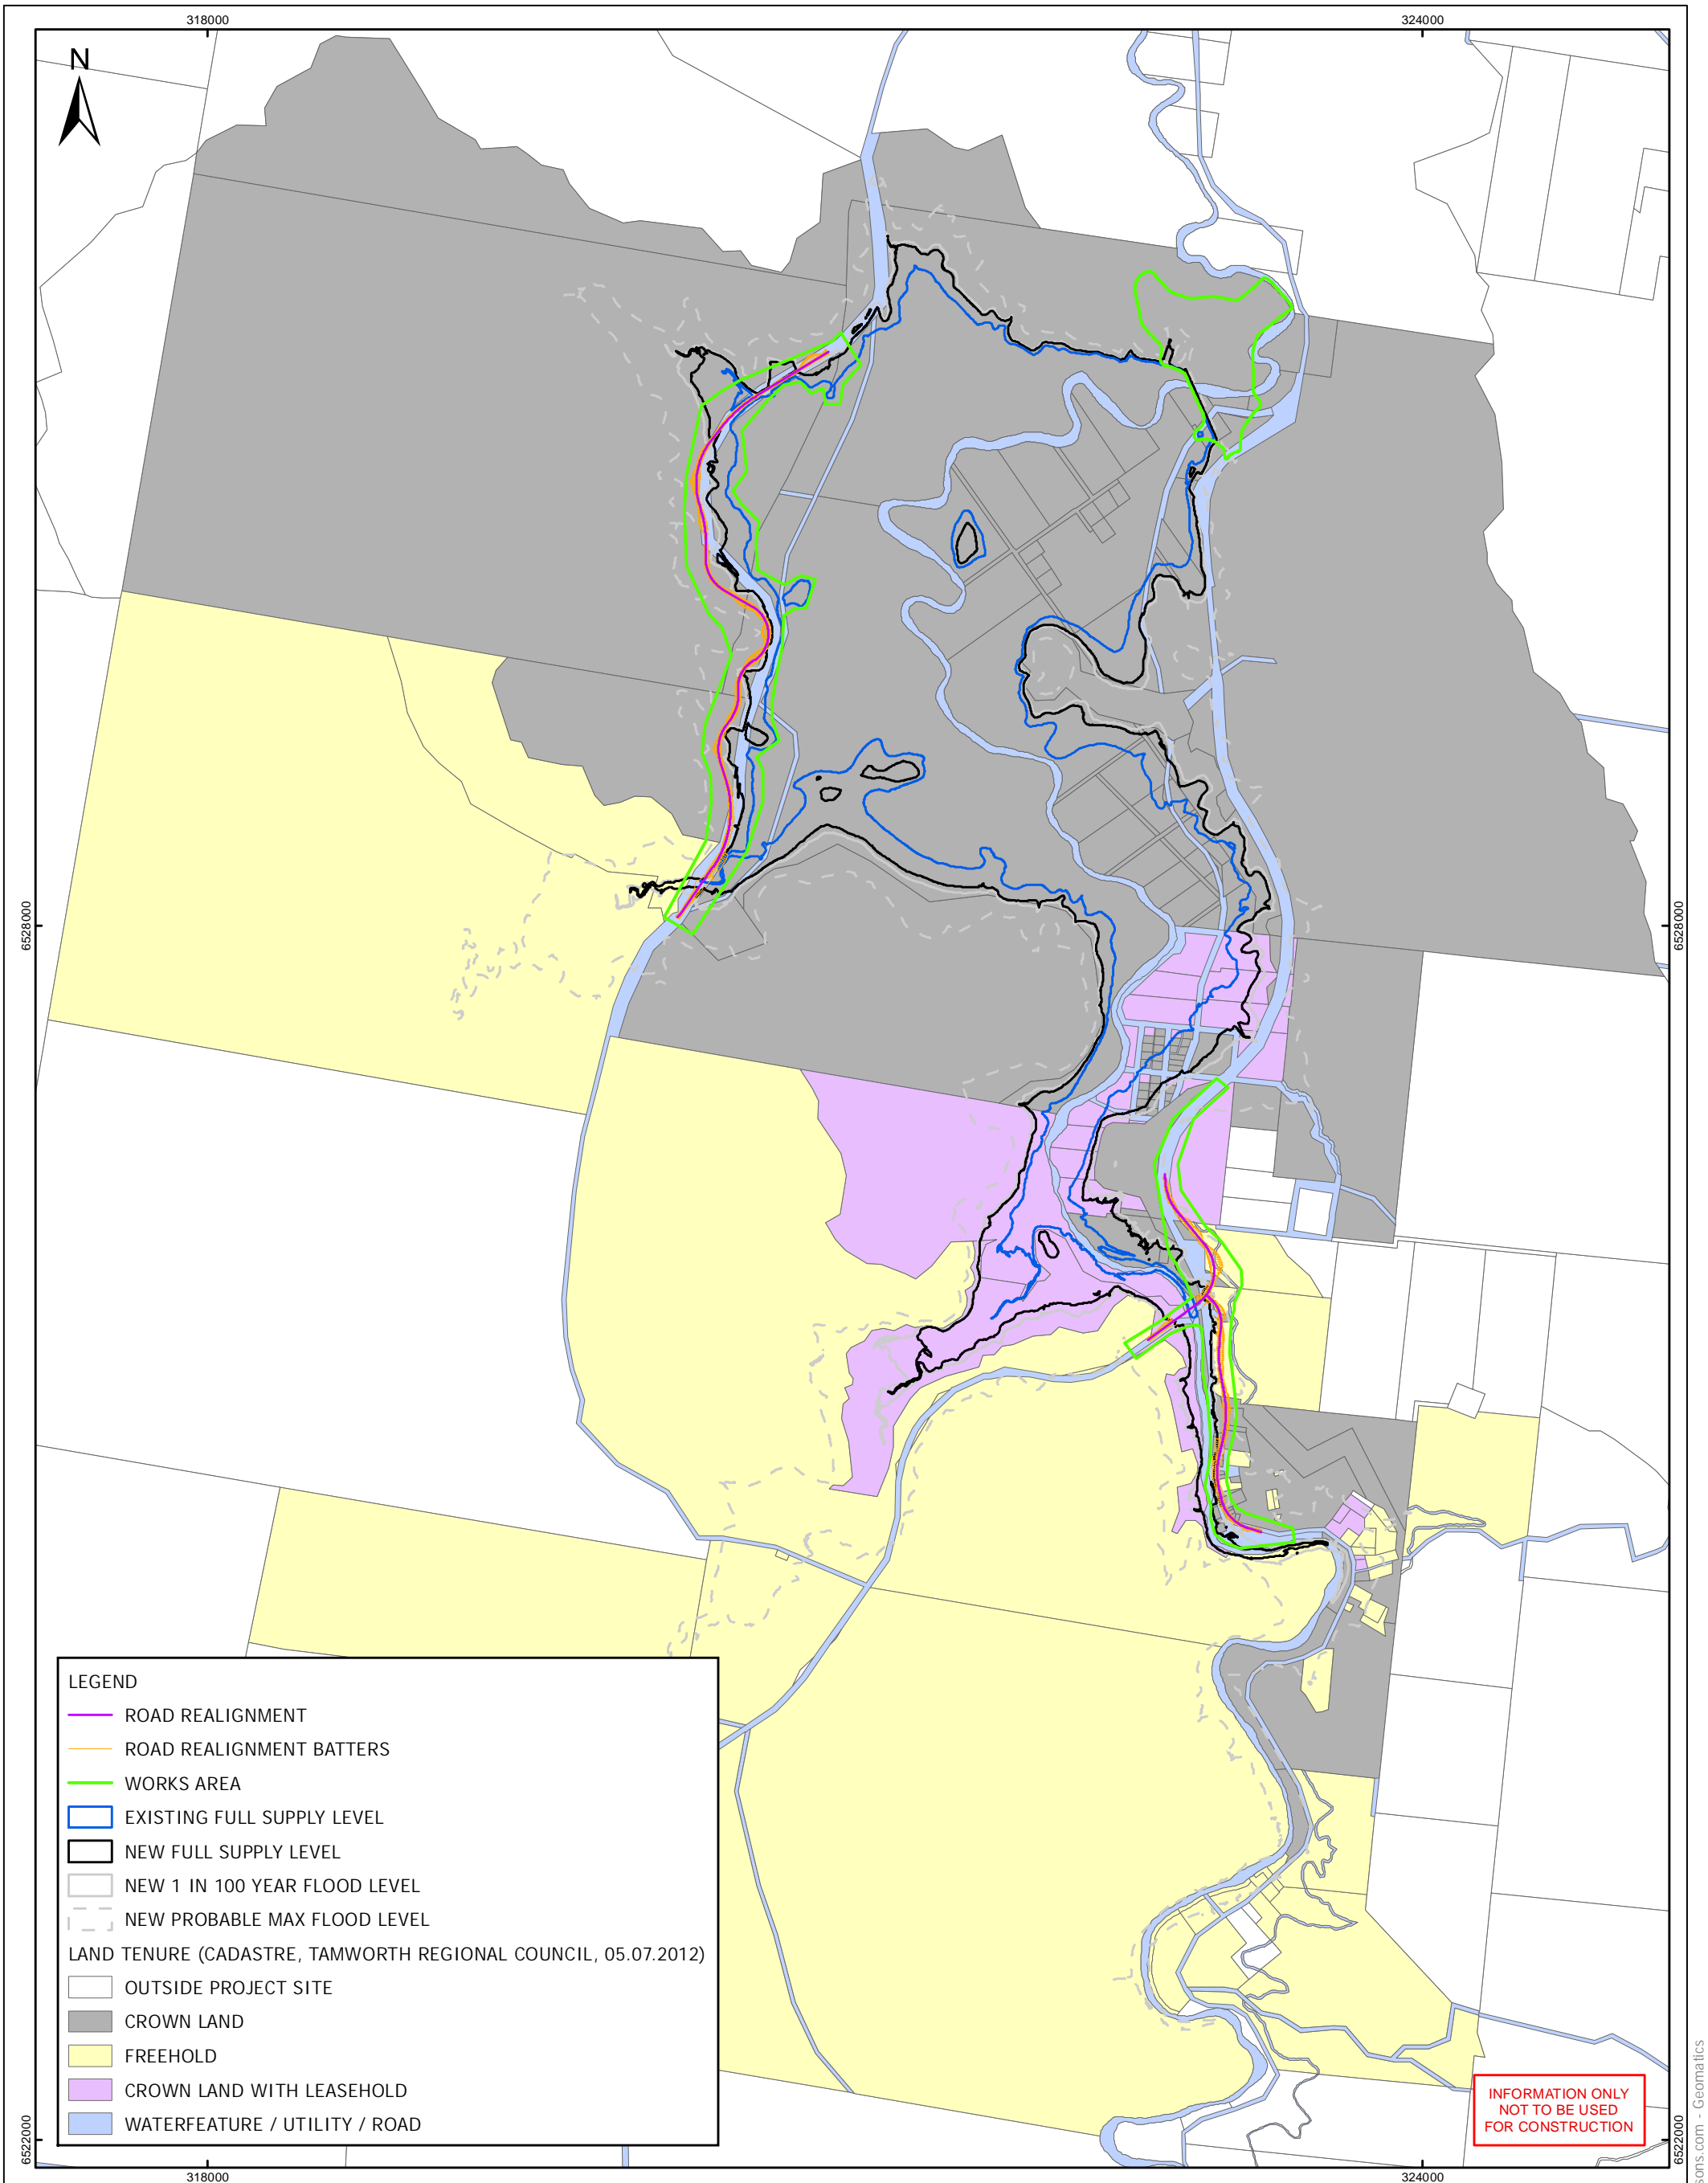 318000
324000
N
6528000
6528000
LEGEND
ROAD REALIGNMENT
ROAD REALIGNMENT BATTERS
WORKS AREA
EXISTING FULL SUPPLY LEVEL
NEW FULL SUPPLY LEVEL
NEW 1 IN 100 YEAR FLOOD LEVEL
NEW PROBABLE MAX FLOOD LEVEL
LAND TENURE (CADASTRE, TAMWORTH REGIONAL COUNCIL, 05.07.2012)
OUTSIDE PROJECT SITE
CROWN LAND
FREEHOLD
CROWN LAND WITH LEASEHOLD
WATERFEATURE / UTILITY / ROAD
INFORMATION ONLY
NOT TO BE USED
FOR CONSTRUCTION
6522000
6522000
318000
324000
sons.com - Geomatics